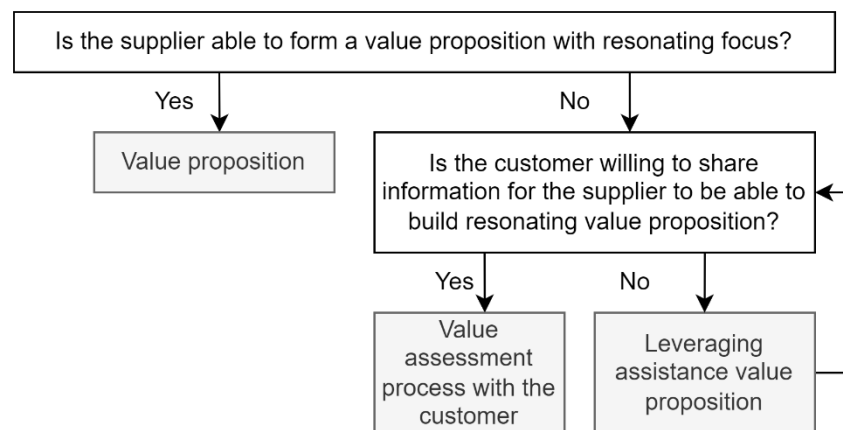 Is the supplier able to form a value proposition with resonating focus?
Yes
No
Value proposition
Is the customer willing to share
information for the supplier to be able to
build resonating value proposition?
Yes
No
Value
assessment
process with the
customer
Leveraging
assistance value
proposition